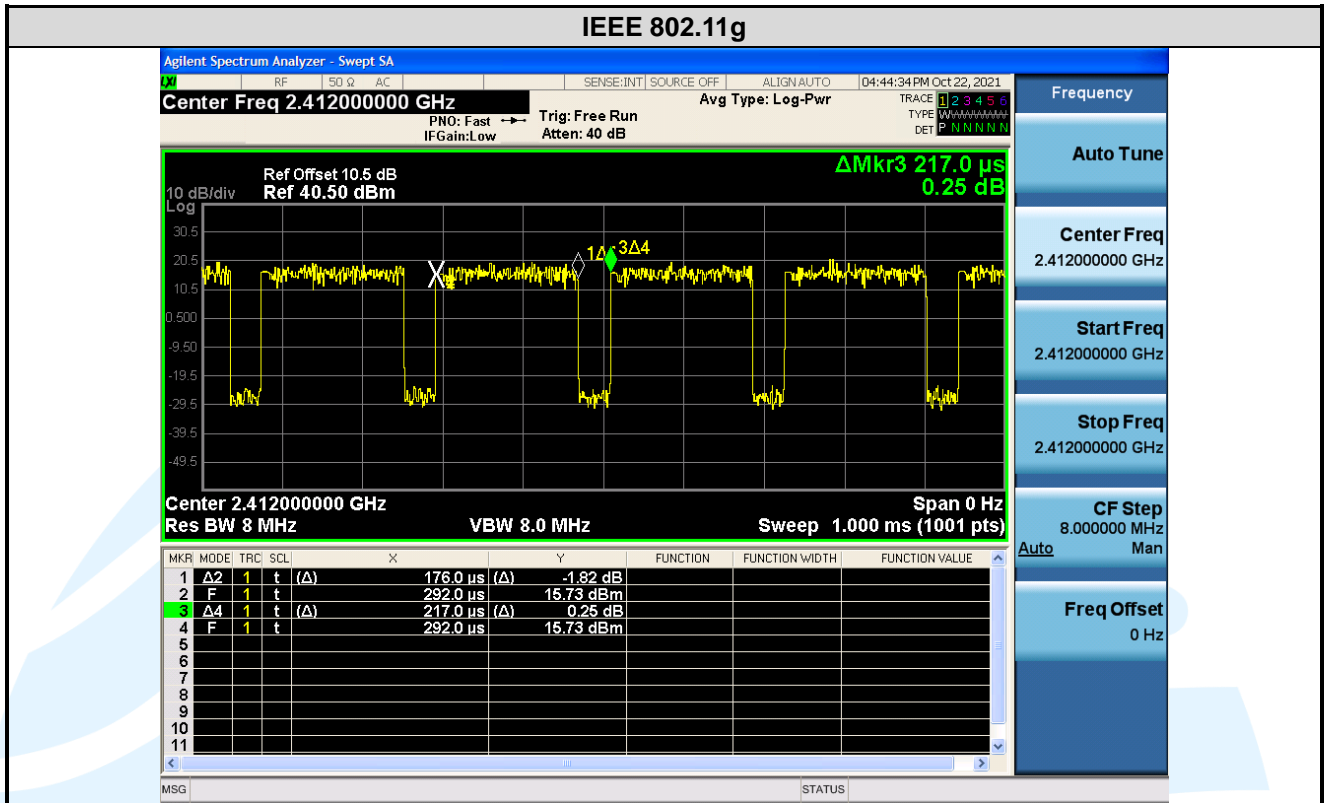 IEEE 802.11g
Agilent Spectrum Analyzer - Swept SA
LXI RF 50 Ω AC SENSE:INT SOURCE OFF ALIGN AUTO 04:44:34 PM Oct 22, 2021
Center Freq 2.412000000 GHz
PNO: Fast
IFGain:Low
Trig: Free Run
Atten: 40 dB
Avg Type: Log-Pwr
TRACE 1 2 3 4 5 6
TYPE WWWWWW
DET P N N N N N
ΔMkr3 217.0 µs
0.25 dB
Ref Offset 10.5 dB
10 dB/div Ref 40.50 dBm
Log
30.5
20.5
10.5
0.500
-9.50
-19.5
-29.5
-39.5
-49.5
3Δ4
Center 2.412000000 GHz Span 0 Hz
Res BW 8 MHz VBW 8.0 MHz Sweep 1.000 ms (1001 pts)
MKR MODE TRC SCL X Y FUNCTION FUNCTION WIDTH FUNCTION VALUE
1 Δ2 1 t (Δ) 176.0 µs (Δ) -1.82 dB
2 F 1 t 292.0 µs 15.73 dBm
3 Δ4 1 t (Δ) 217.0 µs (Δ) 0.25 dB
4 F 1 t 292.0 µs 15.73 dBm
5
6
7
8
9
10
11
MSG STATUS
Frequency
Auto Tune
Center Freq
2.412000000 GHz
Start Freq
2.412000000 GHz
Stop Freq
2.412000000 GHz
CF Step
8.000000 MHz
Auto Man
Freq Offset
0 Hz